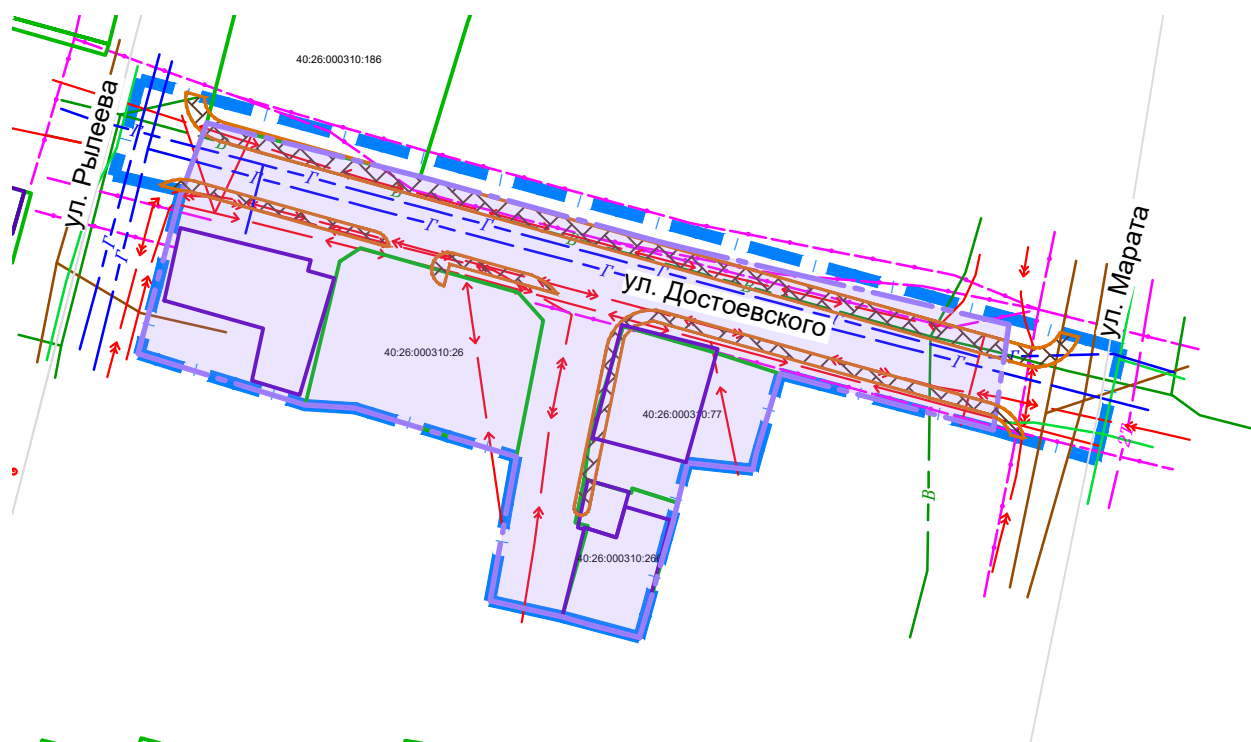 40:26:000310:186
ул. Рылеева
Г
В
Г
Г
Г
В
Г
Г
Г
Г
В
Г
Г
ул. Достоевского
В
ул. Марата
Г
Г
40:26:000310:26
40:26:000310:77
2Т
В
40:26:000310:26